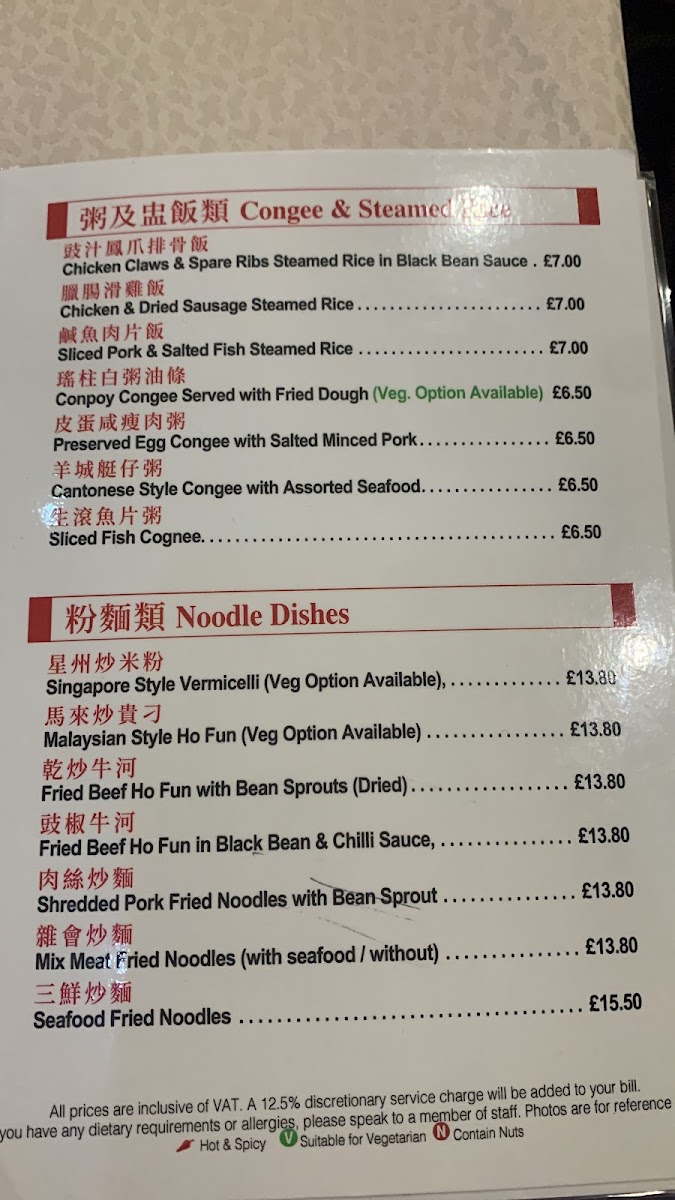 粥及盅飯類 Congee & Steamed
豉汁鳳爪排骨飯
Chicken Claws & Spare Ribs Steamed Rice in Black Bean Sauce . £7.00
臘腸滑雞飯
Chicken & Dried Sausage Steamed Rice ........................ £7.00
鹹魚肉片飯
Sliced Pork & Salted Fish Steamed Rice ........................ £7.00
瑤柱白粥油條
Conpoy Congee Served with Fried Dough (Veg. Option Available) £6.50
皮蛋咸瘦肉粥
Preserved Egg Congee with Salted Minced Pork................ £6.50
羊城艇仔粥
Cantonese Style Congee with Assorted Seafood................ £6.50
生滾魚片粥
Sliced Fish Cognee............................................. £6.50
粉麵類 Noodle Dishes
星州炒米粉
Singapore Style Vermicelli (Veg Option Available), ............. £13.80
馬來炒貴刁
Malaysian Style Ho Fun (Veg Option Available) ................ £13.80
乾炒牛河
Fried Beef Ho Fun with Bean Sprouts (Dried).................. £13.80
豉椒牛河
Fried Beef Ho Fun in Black Bean & Chilli Sauce, ............... £13.80
肉絲炒麵
Shredded Pork Fried Noodles with Bean Sprout ............... £13.80
雜會炒麵
Mix Meat Fried Noodles (with seafood / without) ............... £13.80
三鮮炒麵
Seafood Fried Noodles ..................................... £15.50
All prices are inclusive of VAT. A 12.5% discretionary service charge will be added to your bill.
you have any dietary requirements or allergies, please speak to a member of staff. Photos are for reference
Hot & Spicy V Suitable for Vegetarian N Contain Nuts